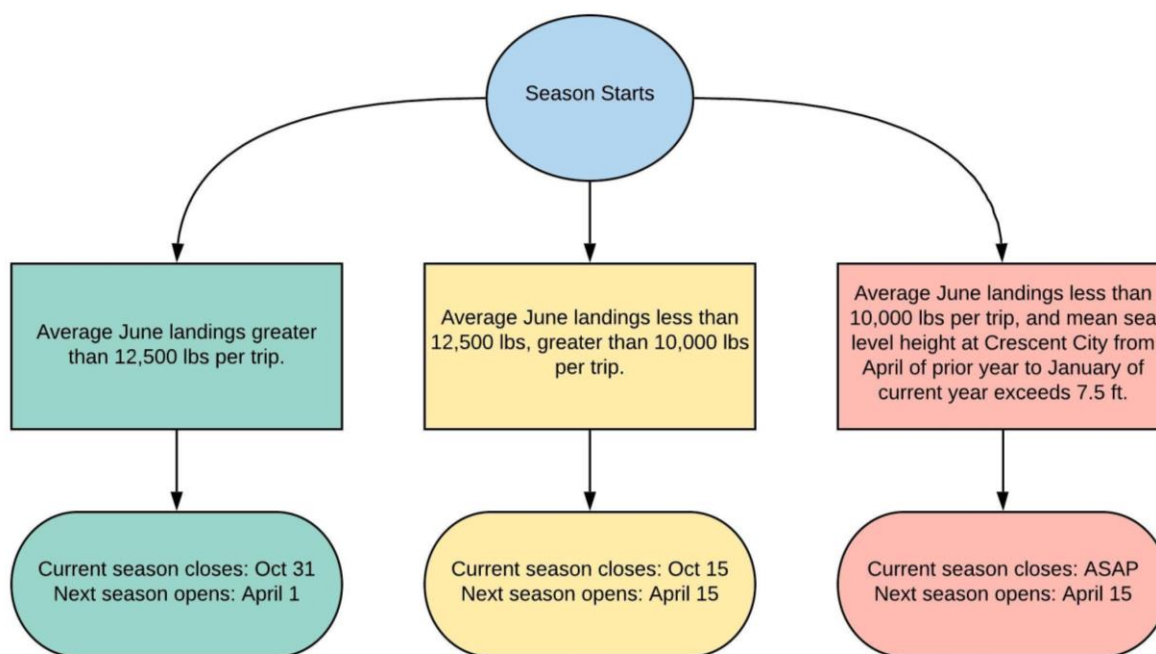 Season Starts
Average June landings greater
than 12,500 lbs per trip.
Average June landings less than
12,500 lbs, greater than 10,000 lbs
per trip.
Average June landings less than
10,000 lbs per trip, and mean sea
level height at Crescent City from
April of prior year to January of
current year exceeds 7.5 ft.
Current season closes: Oct 31
Next season opens: April 1
Current season closes: Oct 15
Next season opens: April 15
Current season closes: ASAP
Next season opens: April 15